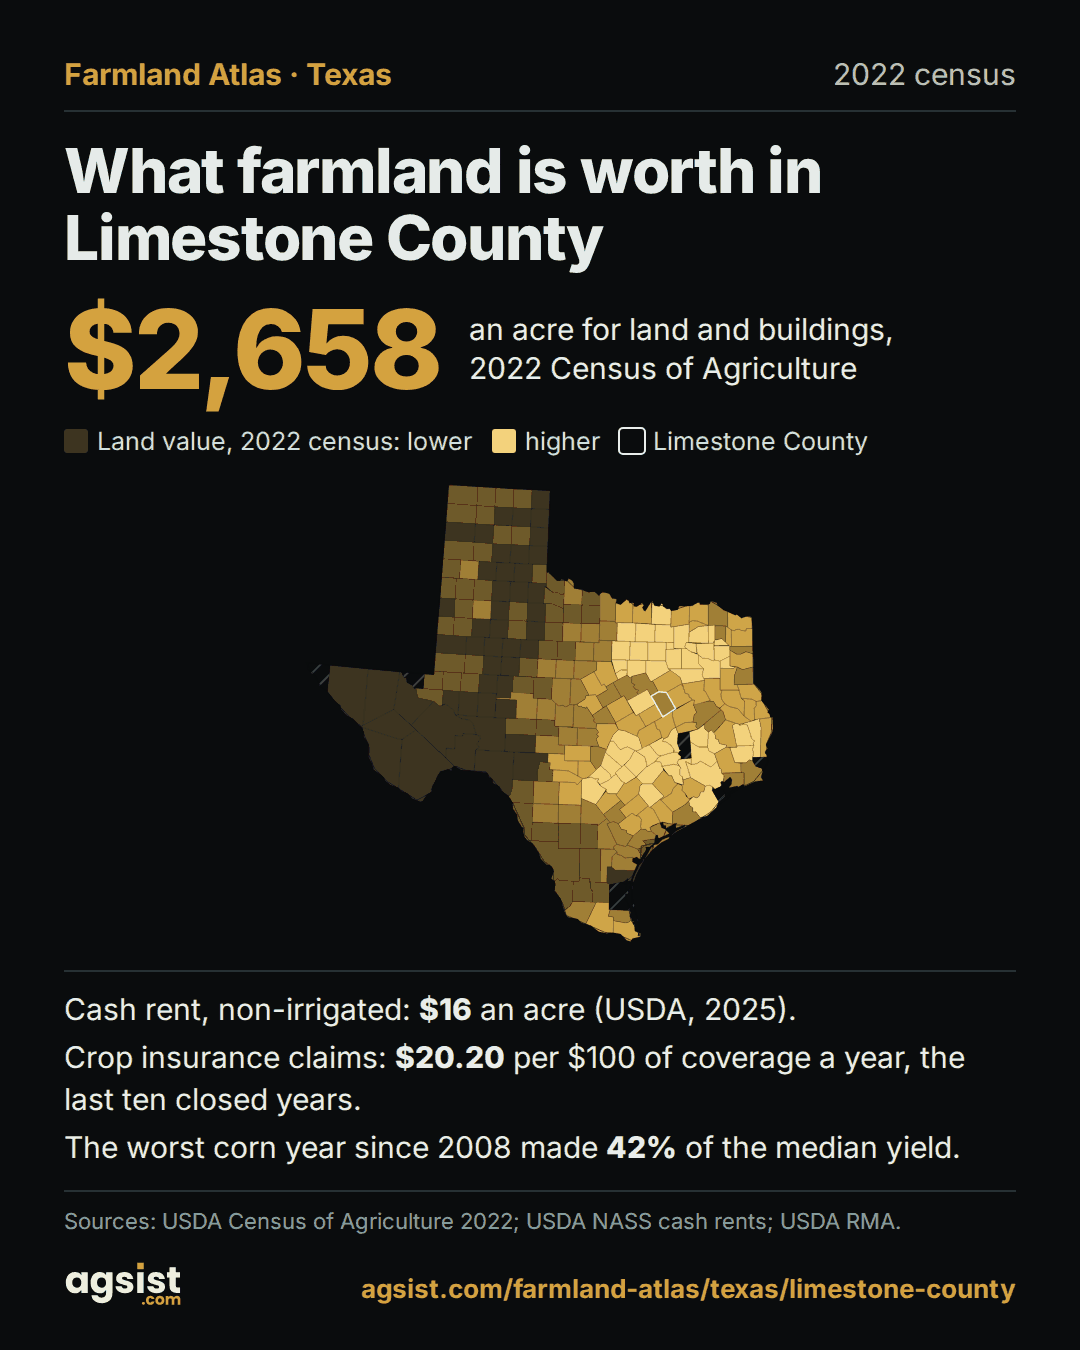 Farmland Atlas · Texas
2022 census
What farmland is worth in
Limestone County
$2,658
an acre for land and buildings,
2022 Census of Agriculture
Land value, 2022 census: lower
higher
Limestone County
Cash rent, non-irrigated: $16 an acre (USDA, 2025).
Crop insurance claims: $20.20 per $100 of coverage a year, the
last ten closed years.
The worst corn year since 2008 made 42% of the median yield.
Sources: USDA Census of Agriculture 2022; USDA NASS cash rents; USDA RMA.
agsist
.com
agsist.com/farmland-atlas/texas/limestone-county